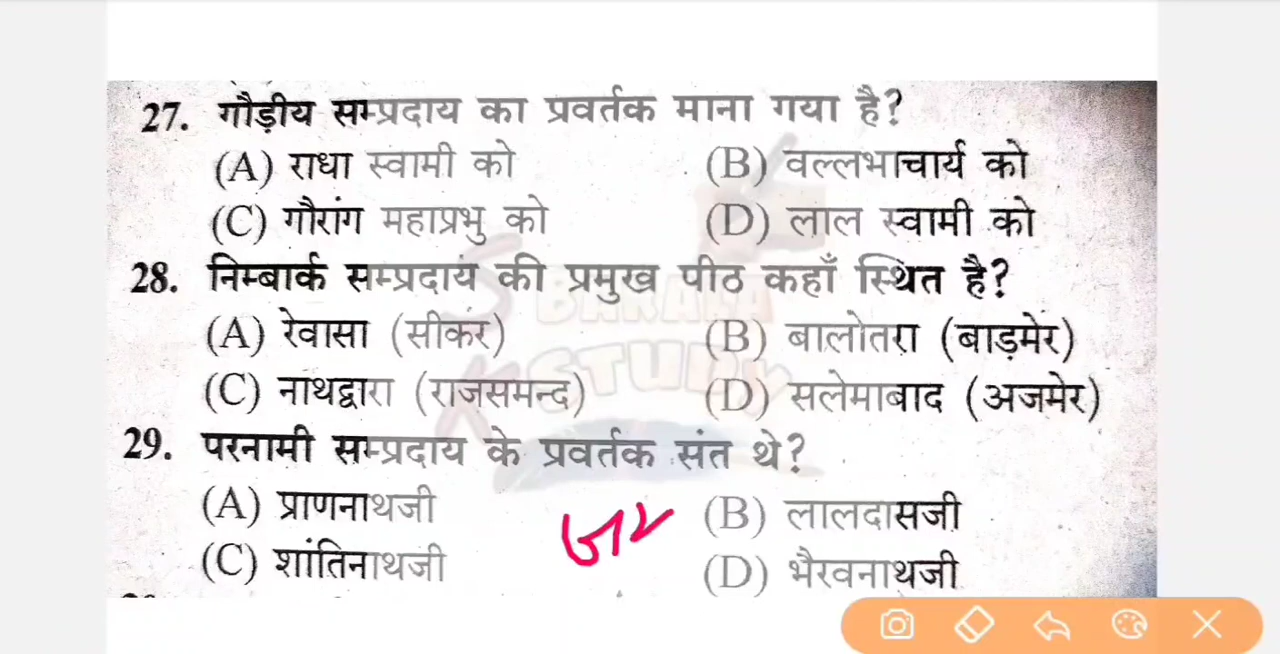 27. गौड़ीय सम्प्रदाय का प्रवर्तक माना गया है?
(A) राधा स्वामी को (B) वल्लभाचार्य को
(C) गौरांग महाप्रभु को (D) लाल स्वामी को
28. निम्बार्क सम्प्रदाय की प्रमुख पीठ कहाँ स्थित है?
(A) रेवासा (सीकर) (B) बालोतरा (बाड़मेर)
(C) नाथद्वारा (राजसमन्द) (D) सलेमाबाद (अजमेर)
29. परनामी सम्प्रदाय के प्रवर्तक संत थे?
(A) प्राणनाथजी (B) लालदासजी
(C) शांतिनाथजी (D) भैरवनाथजी
STUDY